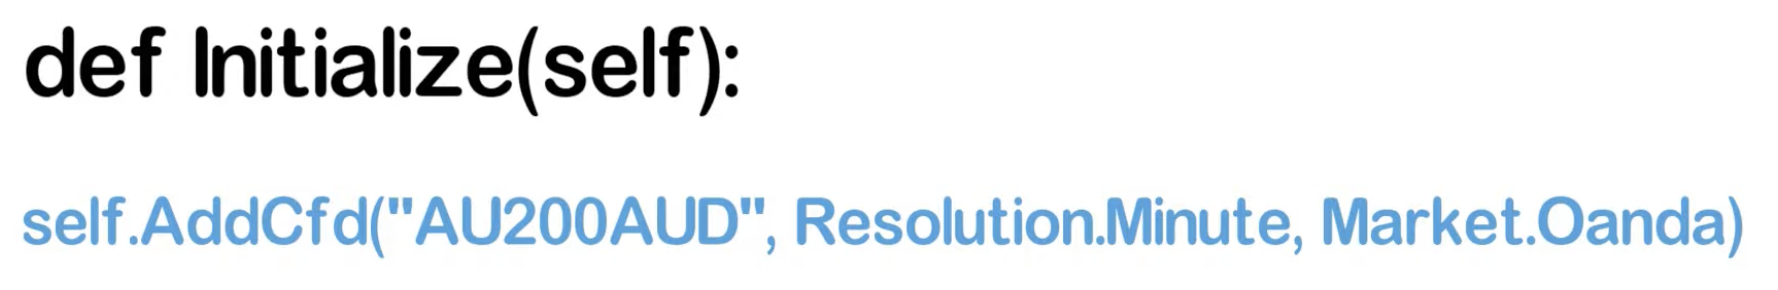 def Initialize(self):
self.AddCfd("AU200AUD", Resolution.Minute, Market.Oanda)